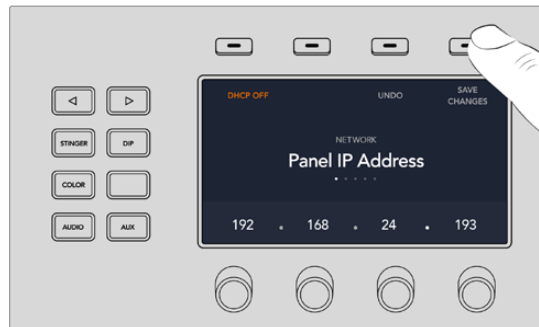 DHCP OFF
UNDO
SAVE
CHANGES
NETWORK
Panel IP Address
192 . 168 . 24 . 193
STINGER
DIP
COLOR
AUDIO
AUX